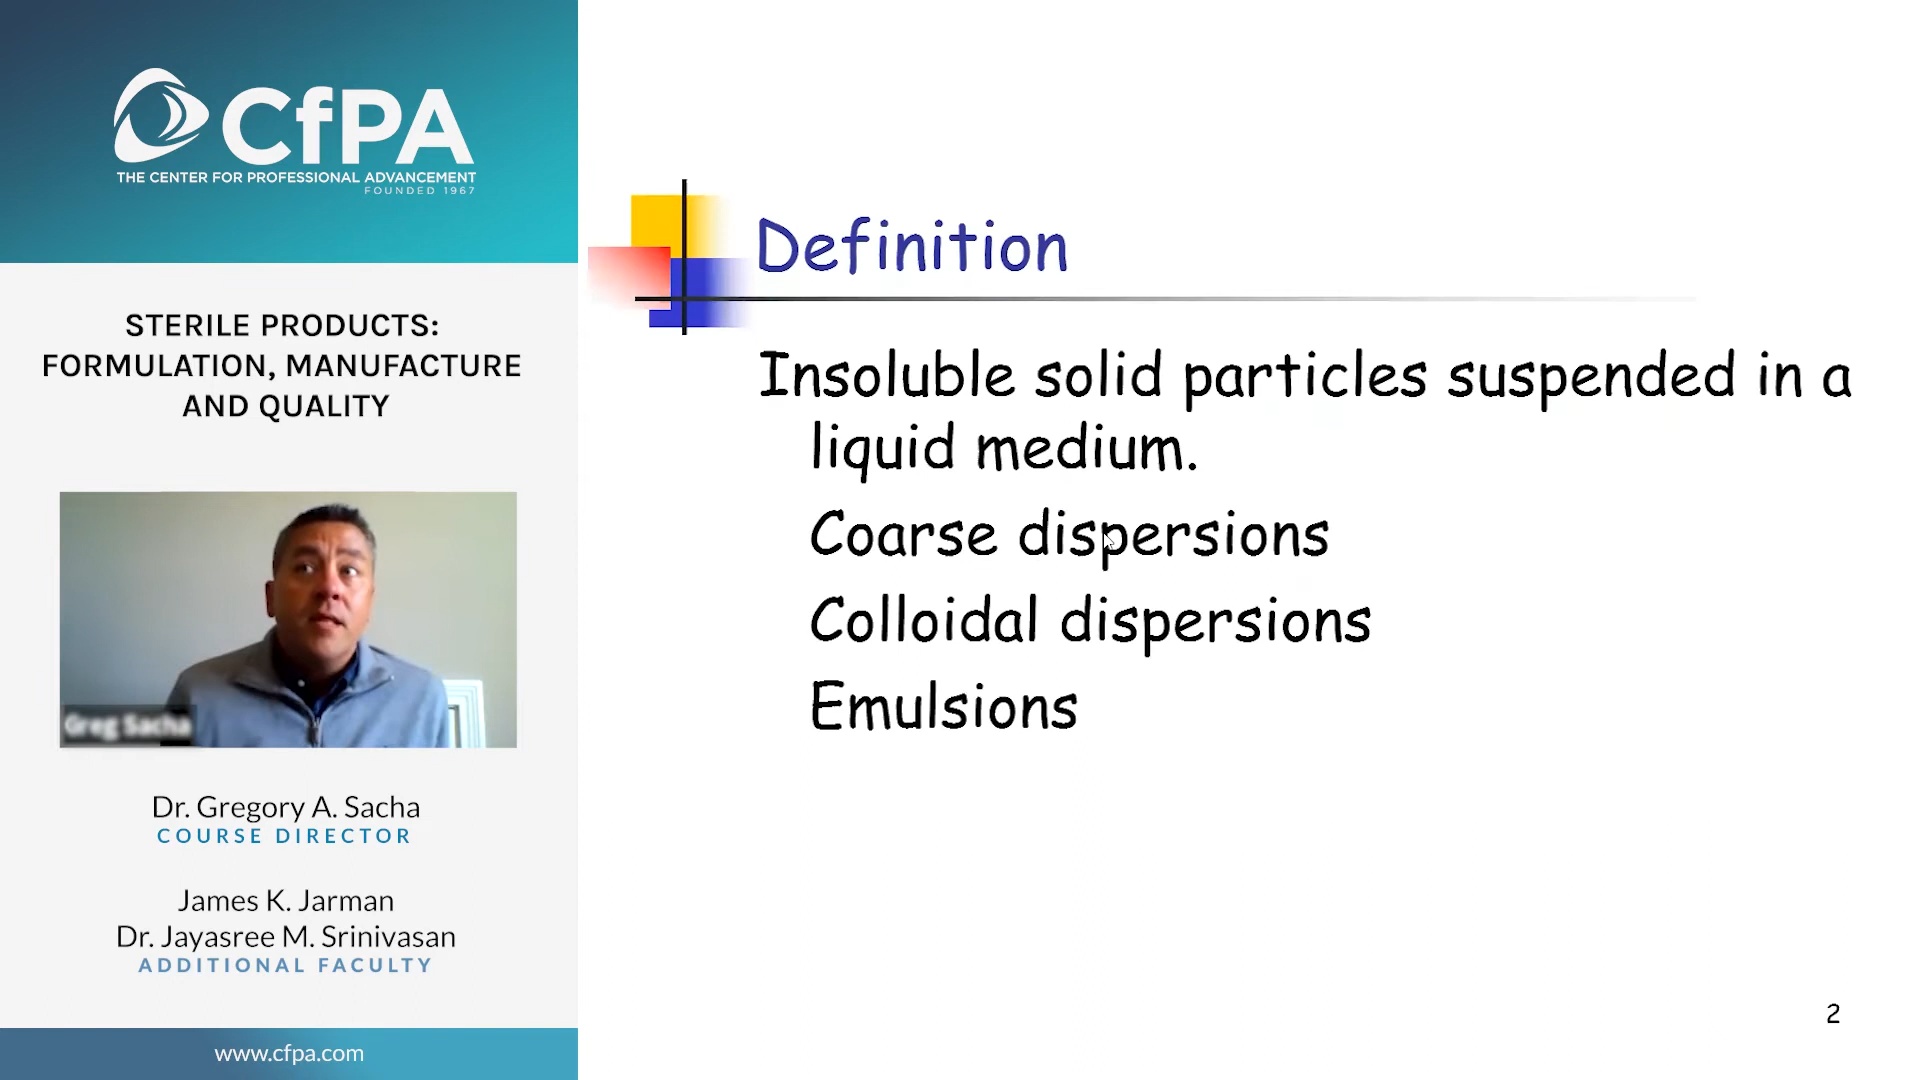 CfPA
THE CENTER FOR PROFESSIONAL ADVANCEMENT
FOUNDED 1967
STERILE PRODUCTS:
FORMULATION, MANUFACTURE
AND QUALITY
Greg Sacha
Dr. Gregory A. Sacha
COURSE DIRECTOR
James K. Jarman
Dr. Jayasree M. Srinivasan
ADDITIONAL FACULTY
www.cfpa.com
Definition
Insoluble solid particles suspended in a
liquid medium.
Coarse dispersions
Colloidal dispersions
Emulsions
2